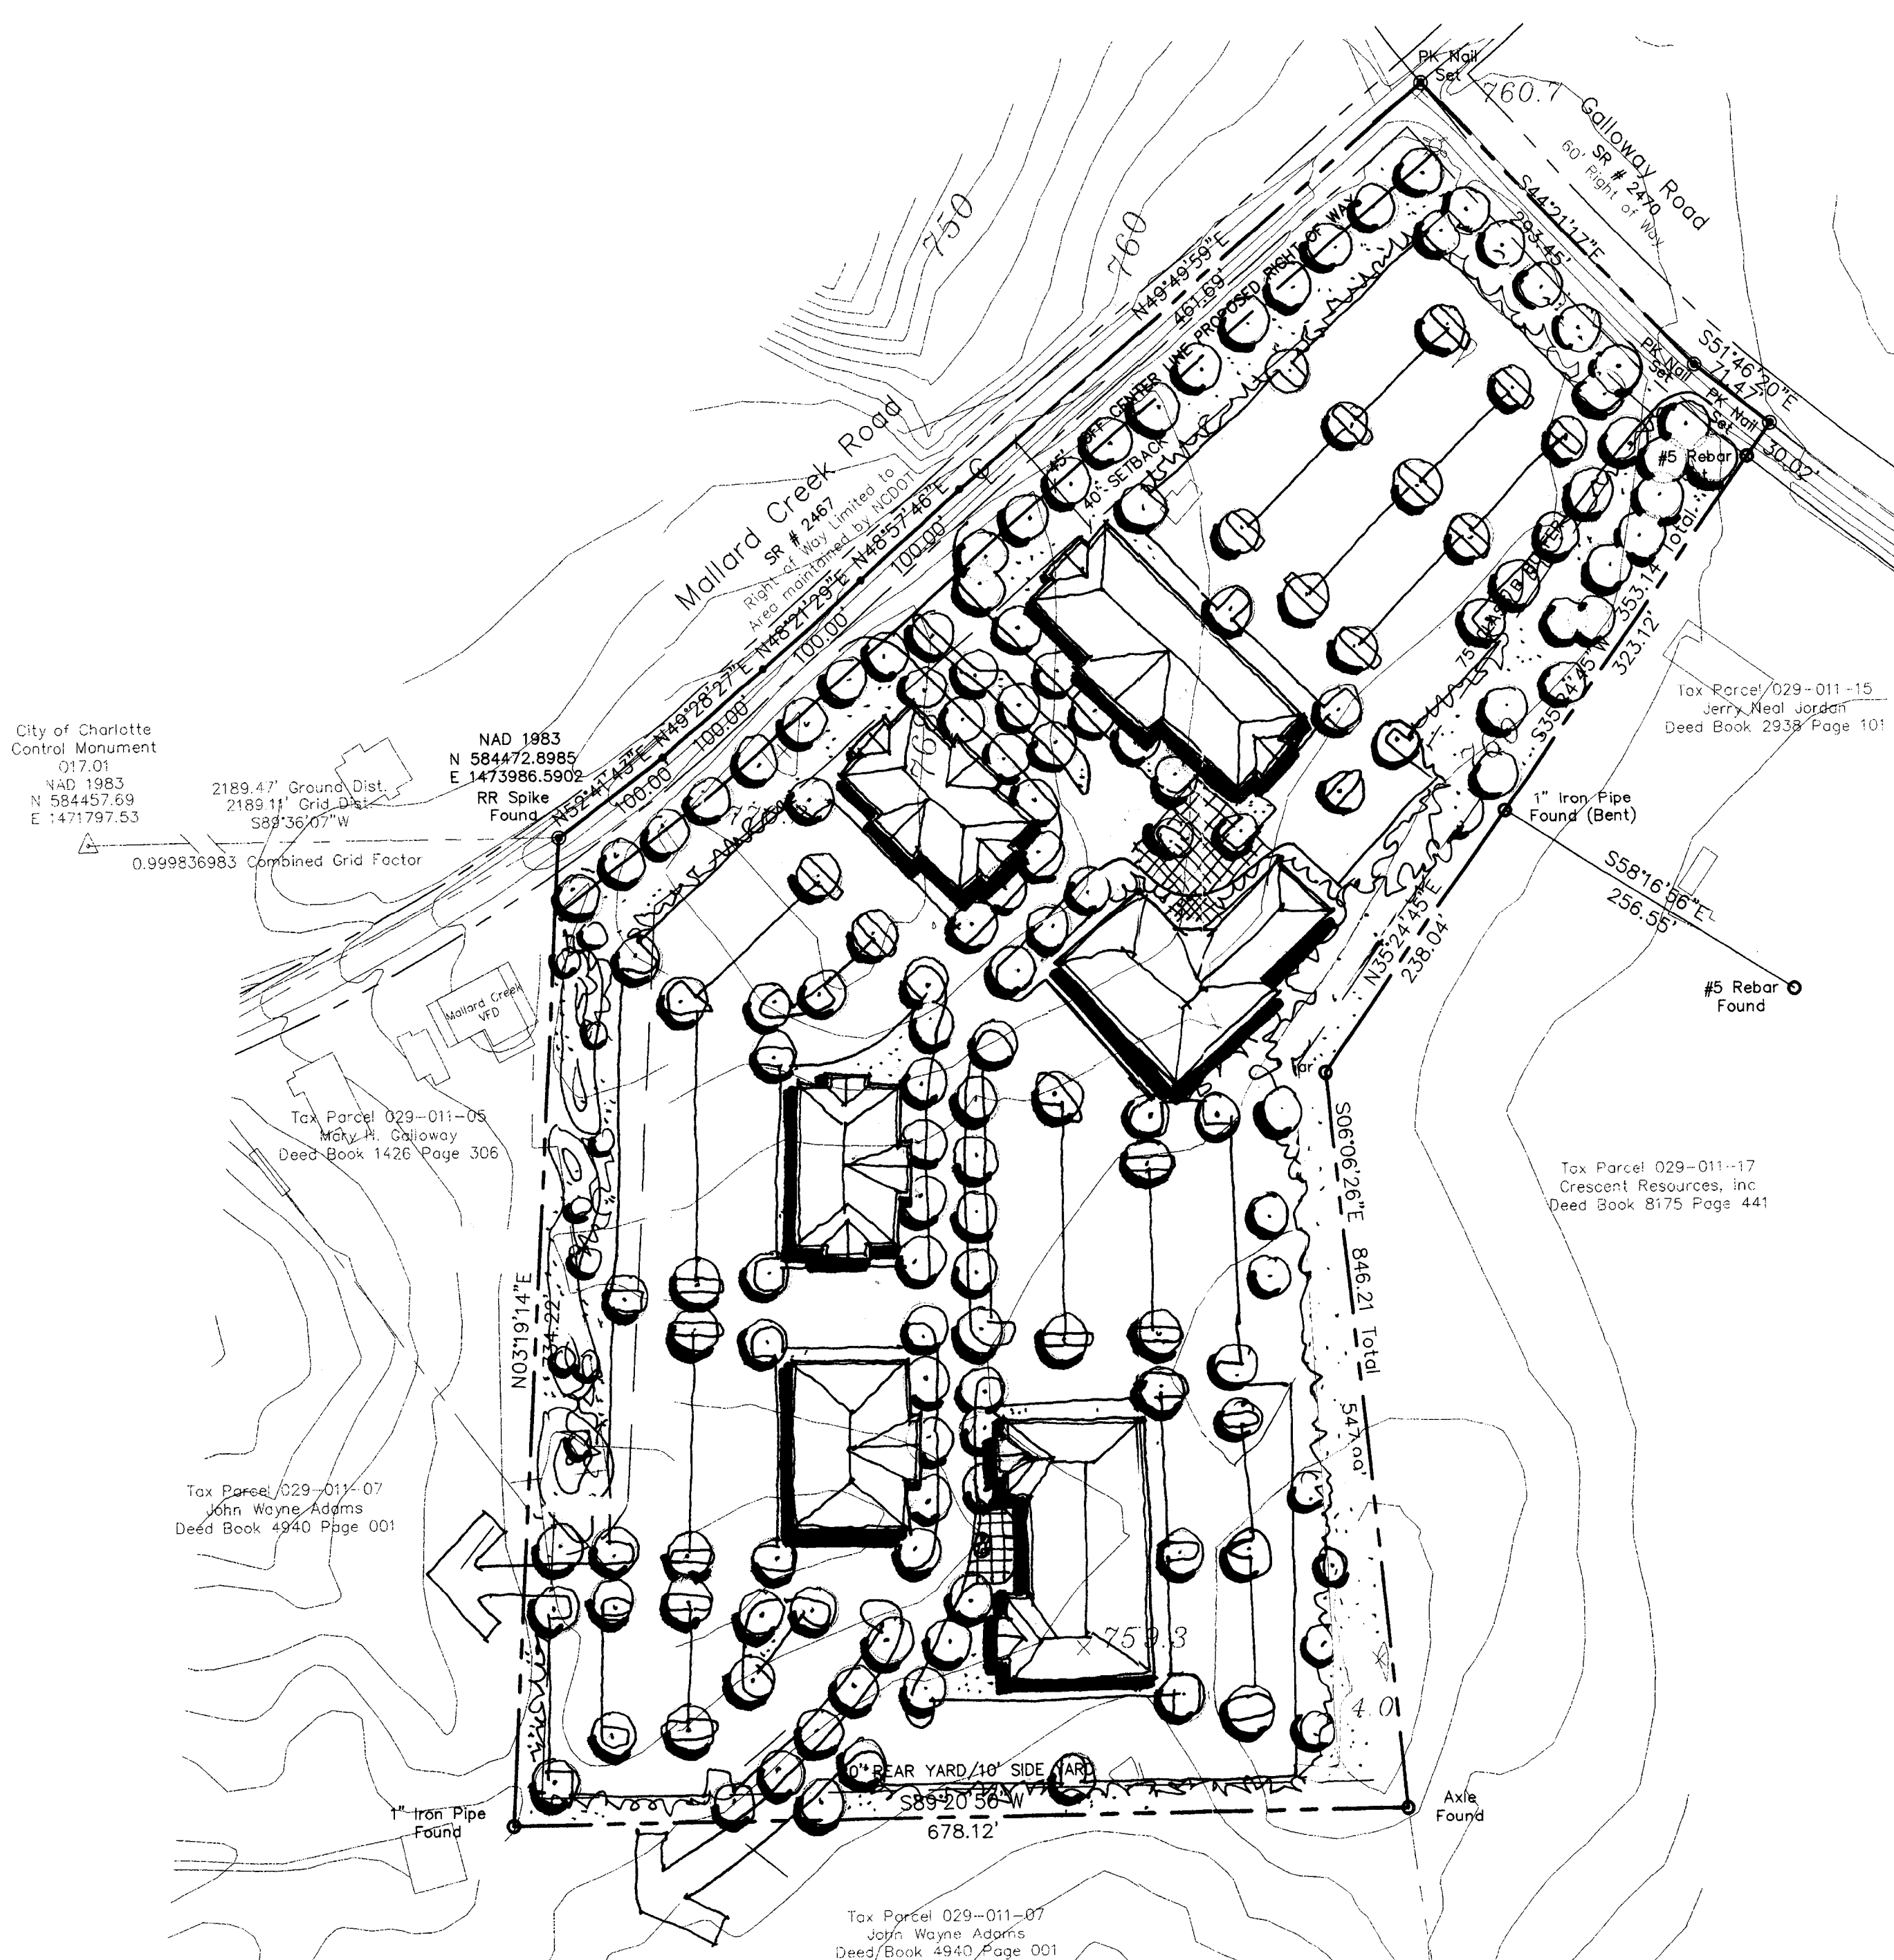 PK Nail
Set
760.7
Galloway Road
SR # 2470
60' Right of Way
S44°21'17"E
293.45'
750
760
N49°49'59"E
461.69'
45' OFF CENTER LINE PROPOSED RIGHT OF WAY
40' SETBACK
S51°46'20"E
71.47'
PK Nail
Set
PK Nail
Set
#5 Rebar
30.02'
Mallard Creek Road
SR # 2467
Right of Way Limited to
Area maintained by NCDOT
N48°57'46"E
100.00'
N48°21'29"E
100.00'
N49°28'27"E
100.00'
N52°41'43"E
100.00'
353.14 Total
323.12'
Tax Parcel 029-011-15
Jerry Neal Jordan
Deed Book 2938 Page 101
City of Charlotte
Control Monument
017.01
NAD 1983
N 584457.69
E 1471797.53
2189.47' Ground Dist.
2189.11' Grid Dist.
S89°36'07"W
0.999836983 Combined Grid Factor
NAD 1983
N 584472.8985
E 1473986.5902
RR Spike
Found
1" Iron Pipe
Found (Bent)
S58°16'56"E
256.55'
#5 Rebar
Found
N35°24'45"E
238.04'
Mallard Creek
VFD
Tax Parcel 029-011-05
Mary H. Galloway
Deed Book 1426 Page 306
S06°06'26"E 846.21 Total
Tax Parcel 029-011-17
Crescent Resources, Inc
Deed Book 8175 Page 441
N03°19'14"E
734.22'
Tax Parcel 029-011-07
John Wayne Adams
Deed Book 4940 Page 001
759.3
4.0
REAR YARD/10' SIDE YARD
S89°20'56"W
678.12'
1" Iron Pipe
Found
Axle
Found
Tax Parcel 029-011-07
John Wayne Adams
Deed Book 4940 Page 001